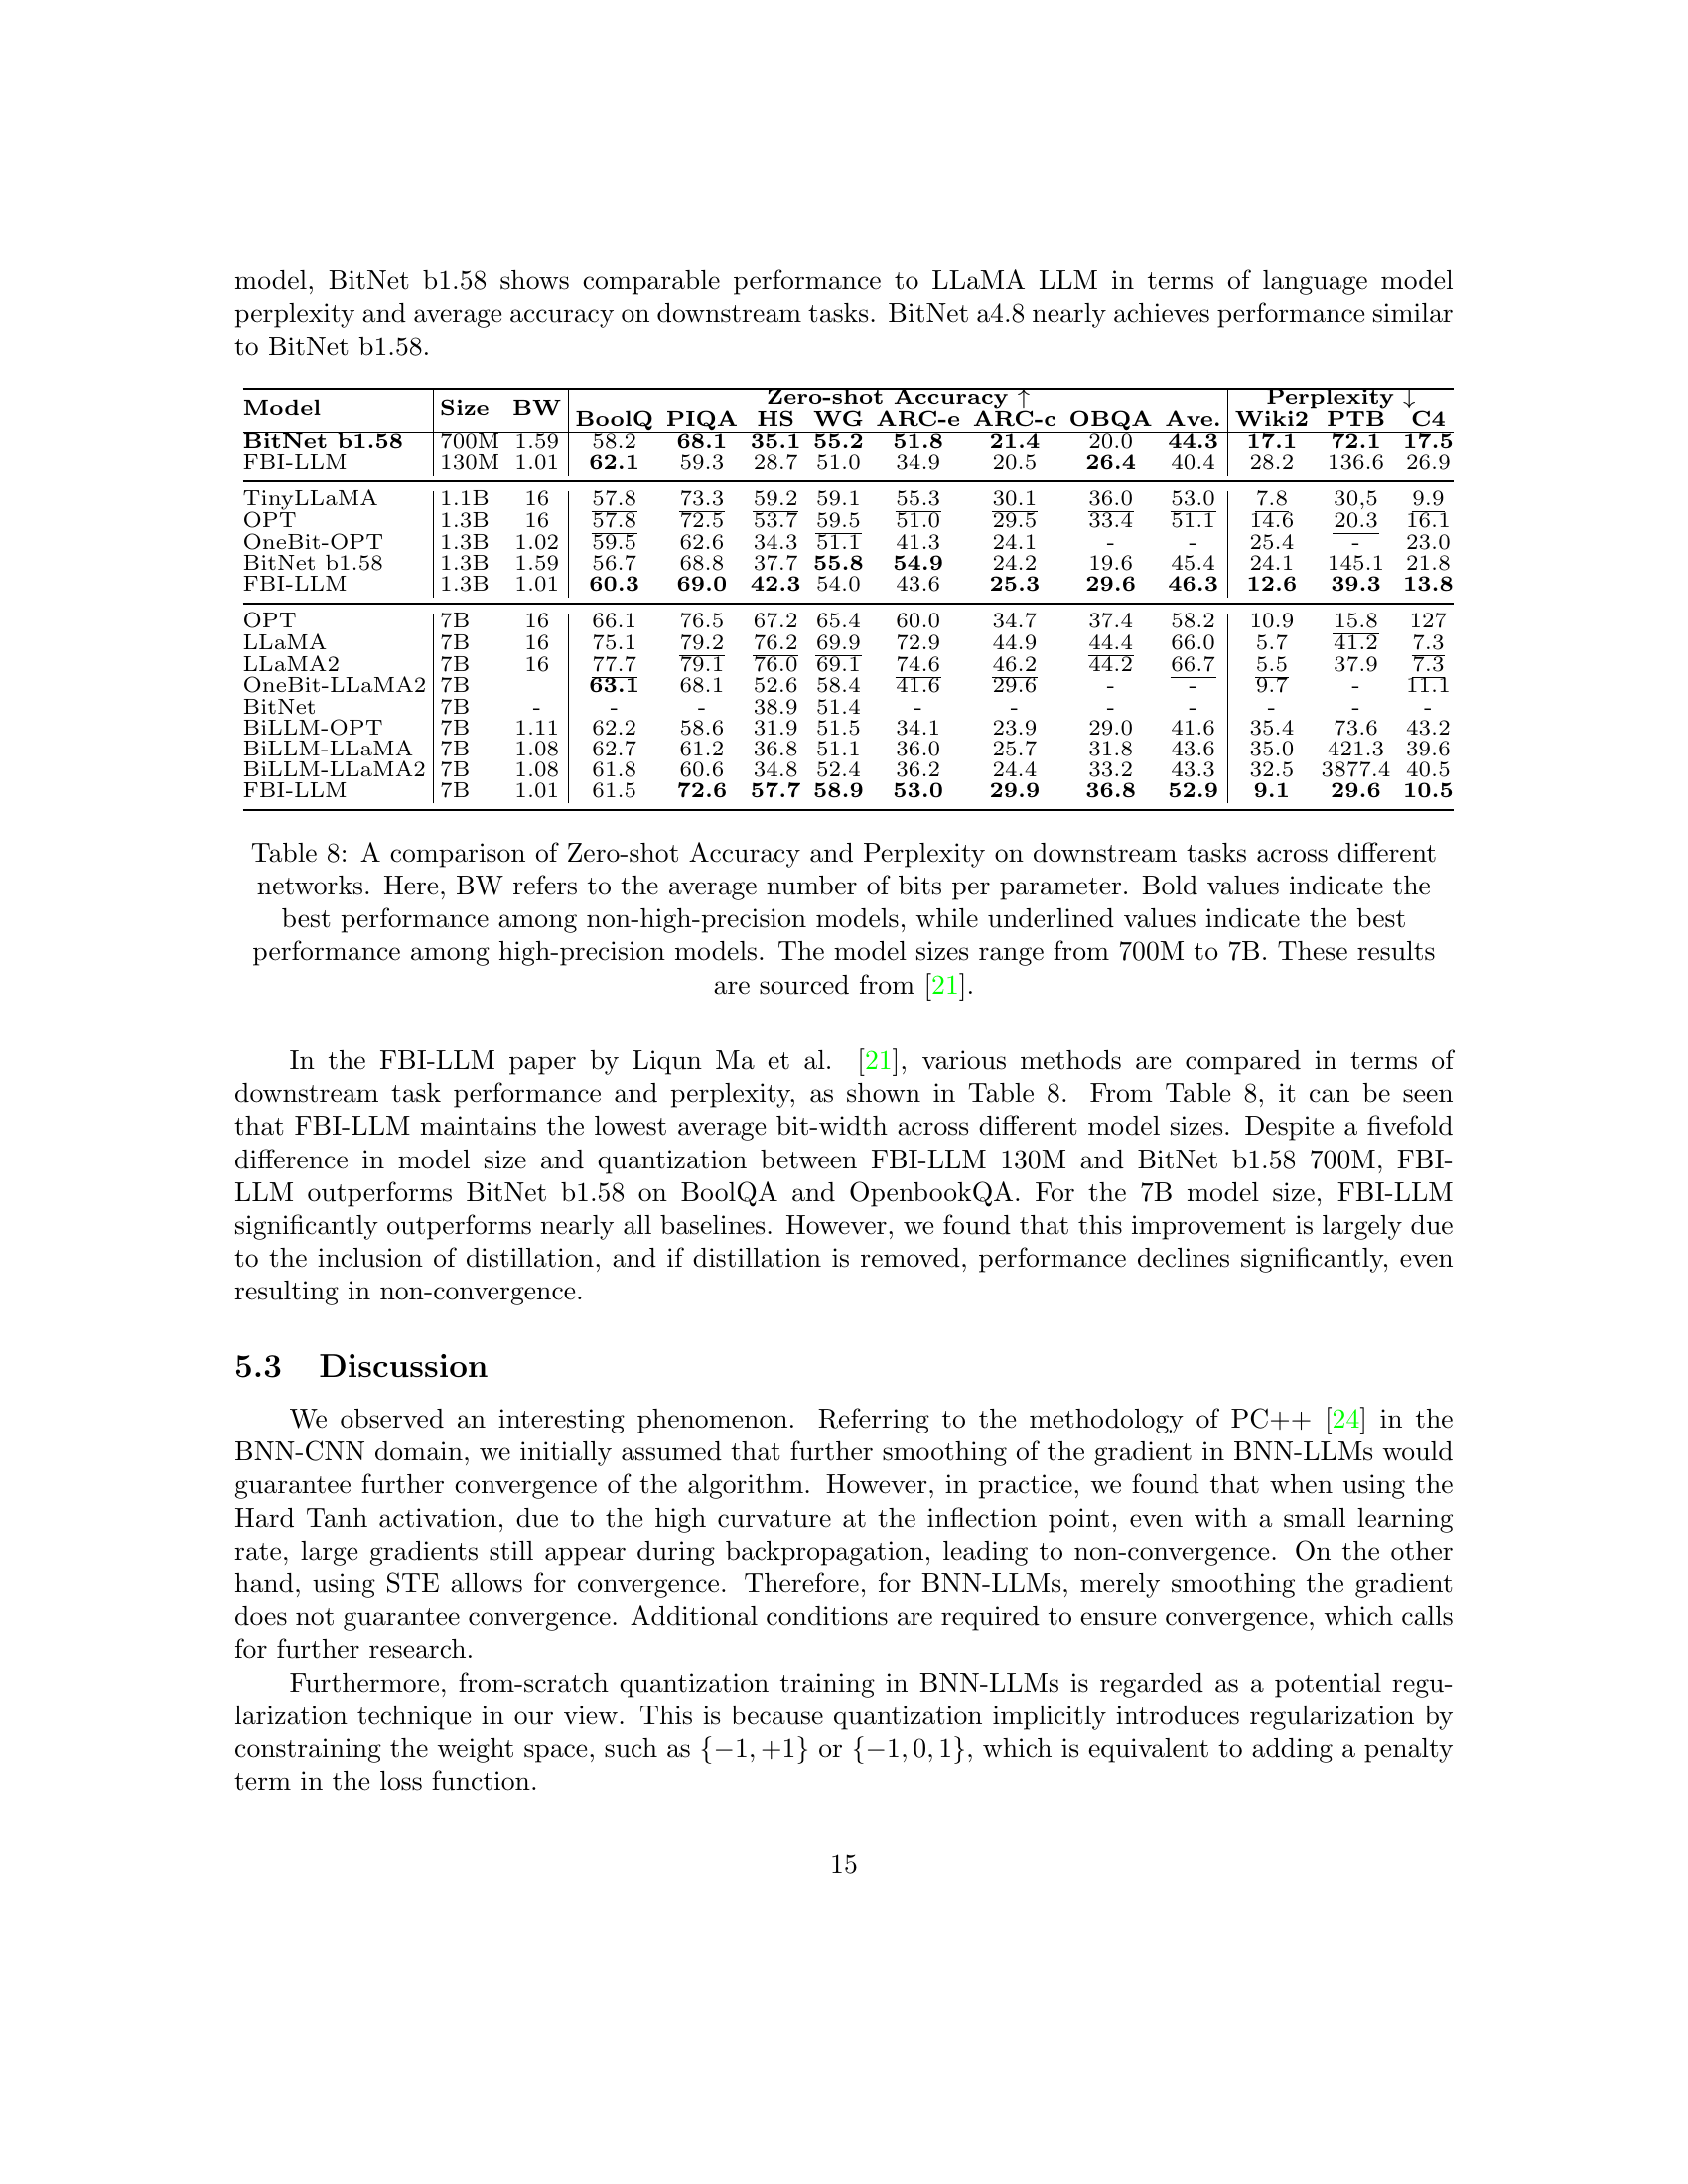 model, BitNet b1.58 shows comparable performance to LLaMA LLM in terms of language model
perplexity and average accuracy on downstream tasks. BitNet a4.8 nearly achieves performance similar
to BitNet b1.58.
Model Size BW Zero-shot Accuracy ↑ Perplexity ↓
BoolQ PIQA HS WG ARC-e ARC-c OBQA Ave. Wiki2 PTB C4
BitNet b1.58 700M 1.59 58.2 68.1 35.1 55.2 51.8 21.4 20.0 44.3 17.1 72.1 17.5
FBI-LLM 130M 1.01 62.1 59.3 28.7 51.0 34.9 20.5 26.4 40.4 28.2 136.6 26.9
TinyLLaMA 1.1B 16 57.8 73.3 59.2 59.1 55.3 30.1 36.0 53.0 7.8 30,5 9.9
OPT 1.3B 16 57.8 72.5 53.7 59.5 51.0 29.5 33.4 51.1 14.6 20.3 16.1
OneBit-OPT 1.3B 1.02 59.5 62.6 34.3 51.1 41.3 24.1 - - 25.4 - 23.0
BitNet b1.58 1.3B 1.59 56.7 68.8 37.7 55.8 54.9 24.2 19.6 45.4 24.1 145.1 21.8
FBI-LLM 1.3B 1.01 60.3 69.0 42.3 54.0 43.6 25.3 29.6 46.3 12.6 39.3 13.8
OPT 7B 16 66.1 76.5 67.2 65.4 60.0 34.7 37.4 58.2 10.9 15.8 127
LLaMA 7B 16 75.1 79.2 76.2 69.9 72.9 44.9 44.4 66.0 5.7 41.2 7.3
LLaMA2 7B 16 77.7 79.1 76.0 69.1 74.6 46.2 44.2 66.7 5.5 37.9 7.3
OneBit-LLaMA2 7B 63.1 68.1 52.6 58.4 41.6 29.6 - - 9.7 - 11.1
BitNet 7B - - - 38.9 51.4 - - - - - - -
BiLLM-OPT 7B 1.11 62.2 58.6 31.9 51.5 34.1 23.9 29.0 41.6 35.4 73.6 43.2
BiLLM-LLaMA 7B 1.08 62.7 61.2 36.8 51.1 36.0 25.7 31.8 43.6 35.0 421.3 39.6
BiLLM-LLaMA2 7B 1.08 61.8 60.6 34.8 52.4 36.2 24.4 33.2 43.3 32.5 3877.4 40.5
FBI-LLM 7B 1.01 61.5 72.6 57.7 58.9 53.0 29.9 36.8 52.9 9.1 29.6 10.5
Table 8: A comparison of Zero-shot Accuracy and Perplexity on downstream tasks across different
networks. Here, BW refers to the average number of bits per parameter. Bold values indicate the
best performance among non-high-precision models, while underlined values indicate the best
performance among high-precision models. The model sizes range from 700M to 7B. These results
are sourced from [21].
In the FBI-LLM paper by Liqun Ma et al. [21], various methods are compared in terms of
downstream task performance and perplexity, as shown in Table 8. From Table 8, it can be seen
that FBI-LLM maintains the lowest average bit-width across different model sizes. Despite a fivefold
difference in model size and quantization between FBI-LLM 130M and BitNet b1.58 700M, FBI-
LLM outperforms BitNet b1.58 on BoolQA and OpenbookQA. For the 7B model size, FBI-LLM
significantly outperforms nearly all baselines. However, we found that this improvement is largely due
to the inclusion of distillation, and if distillation is removed, performance declines significantly, even
resulting in non-convergence.
5.3 Discussion
We observed an interesting phenomenon. Referring to the methodology of PC++ [24] in the
BNN-CNN domain, we initially assumed that further smoothing of the gradient in BNN-LLMs would
guarantee further convergence of the algorithm. However, in practice, we found that when using the
Hard Tanh activation, due to the high curvature at the inflection point, even with a small learning
rate, large gradients still appear during backpropagation, leading to non-convergence. On the other
hand, using STE allows for convergence. Therefore, for BNN-LLMs, merely smoothing the gradient
does not guarantee convergence. Additional conditions are required to ensure convergence, which calls
for further research.
Furthermore, from-scratch quantization training in BNN-LLMs is regarded as a potential regu-
larization technique in our view. This is because quantization implicitly introduces regularization by
constraining the weight space, such as {−1, +1} or {−1, 0, 1}, which is equivalent to adding a penalty
term in the loss function.
15